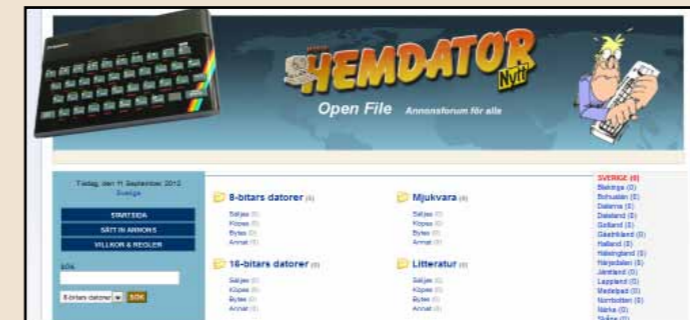 HEMDATOR
Nytt
Open File Annonsforum för alla
Tisdag, den 11 September 2012
Sverige
STARTSIDA
SÄTT IN ANNONS
VILLKOR & REGLER
SÖK
8-bitars datorer SÖK
8-bitars datorer (0)
Säljes (0)
Köpes (0)
Bytes (0)
Annat (0)
16-bitars datorer (0)
Säljes (0)
Köpes (0)
Bytes (0)
Annat (0)
Mjukvara (0)
Säljes (0)
Köpes (0)
Bytes (0)
Annat (0)
Litteratur (0)
Säljes (0)
Köpes (0)
Bytes (0)
Annat (0)
SVERIGE (0)
Blekinge (0)
Bohuslän (0)
Dalarna (0)
Dalsland (0)
Gotland (0)
Gästrikland (0)
Halland (0)
Hälsingland (0)
Härjedalen (0)
Jämtland (0)
Lappland (0)
Medelpad (0)
Norrbotten (0)
Närke (0)
Skåne (0)